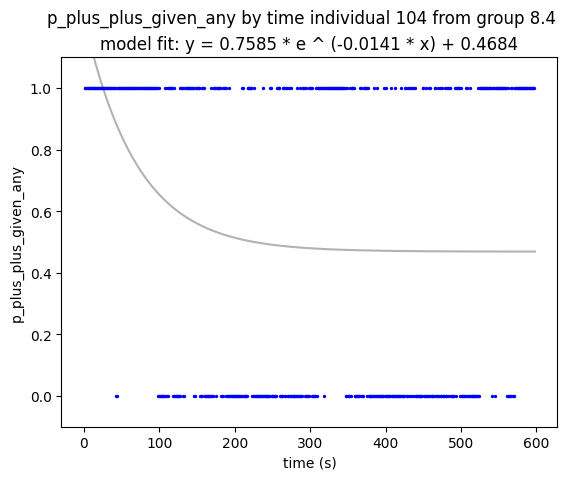 p_plus_plus_given_any by time individual 104 from group 8.4
model fit: y = 0.7585 * e ^ (-0.0141 * x) + 0.4684
p_plus_plus_given_any
1.0
0.8
0.6
0.4
0.2
0.0
0 100 200 300 400 500 600
time (s)